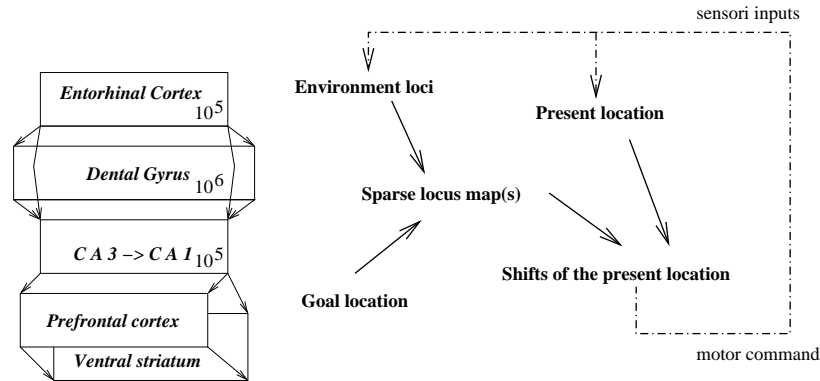 sensori inputs
Entorhinal Cortex
10^5
Environment loci
Present location
Dental Gyrus
10^6
Sparse locus map(s)
C A 3 -> C A 1 10^5
Shifts of the present location
Goal location
Prefrontal cortex
motor command
Ventral striatum